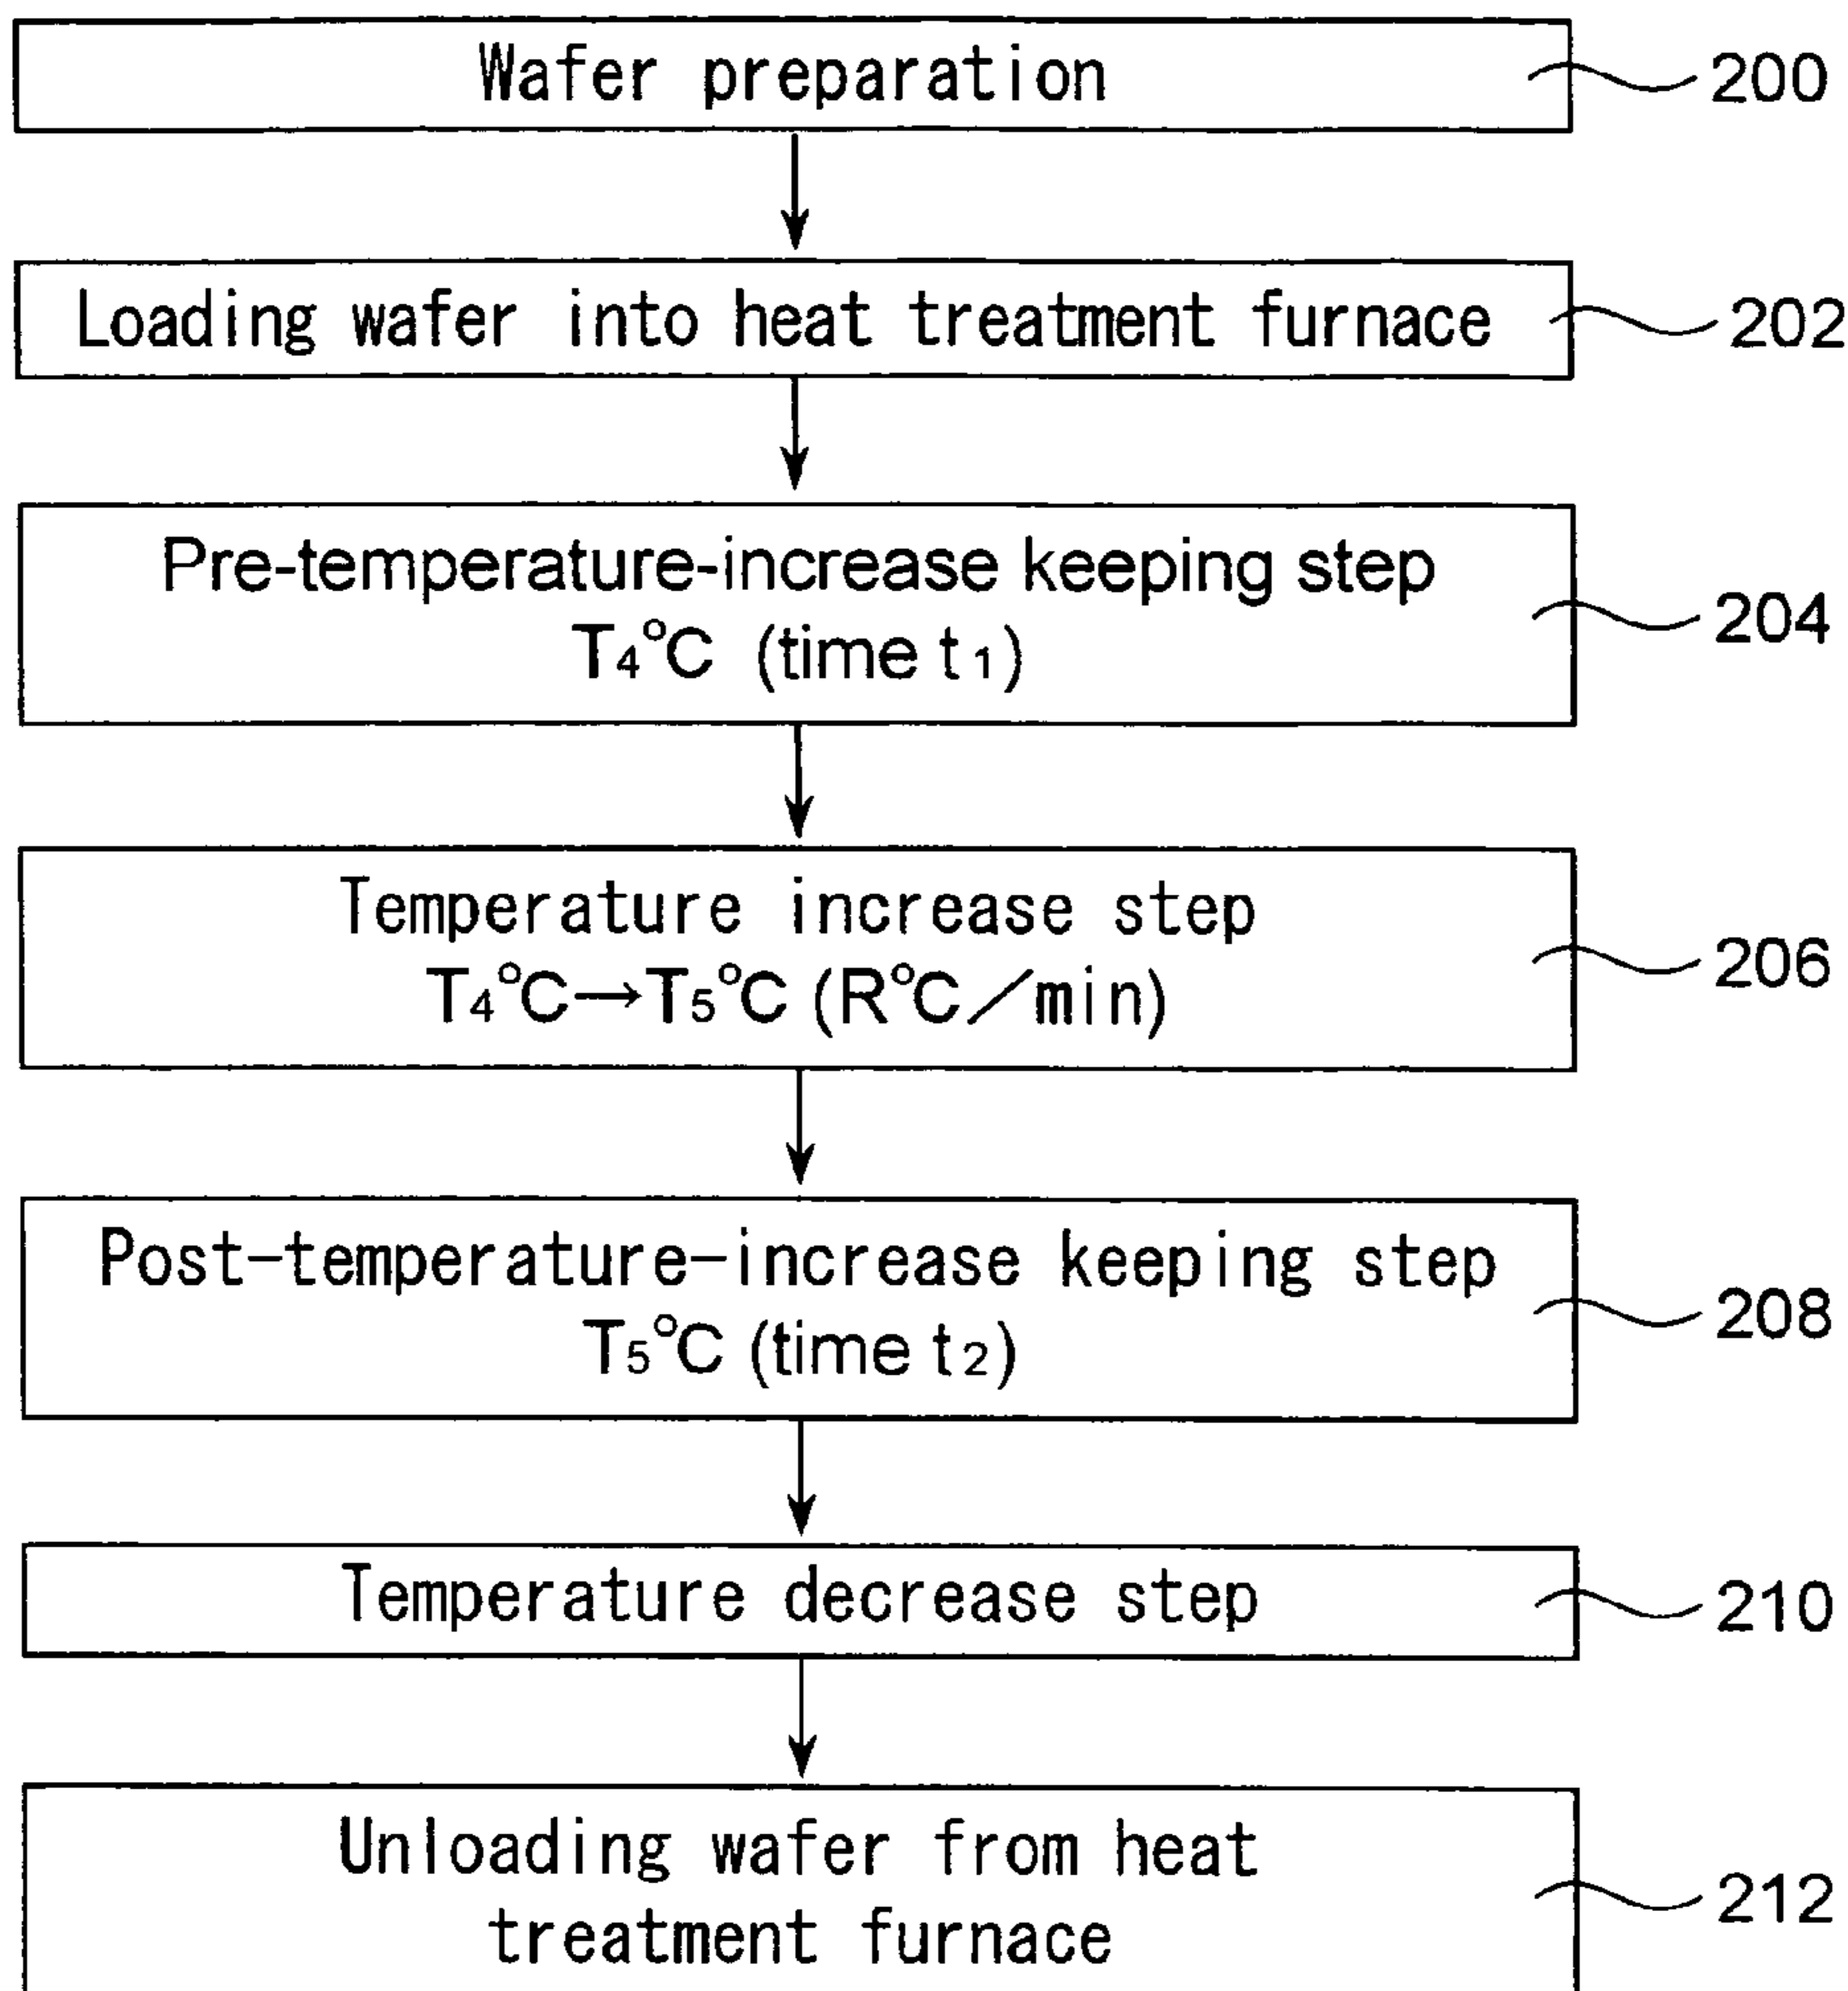 Wafer preparation
200
Loading wafer into heat treatment furnace
202
Pre-temperature-increase keeping step
T₄℃ (time t₁)
204
Temperature increase step
T₄℃→T₅℃ (R℃/min)
206
Post-temperature-increase keeping step
T₅℃ (time t₂)
208
Temperature decrease step
210
Unloading wafer from heat
treatment furnace
212